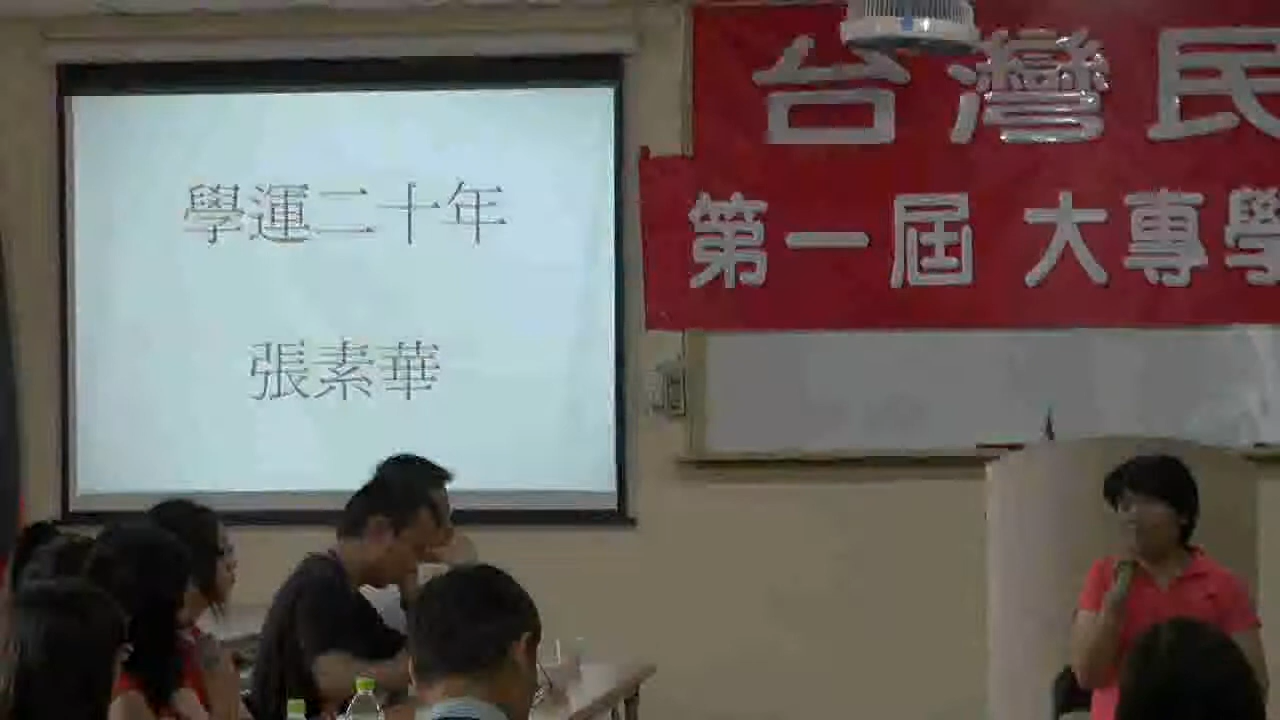 學運二十年
張素華
台灣民
第一屆 大專學